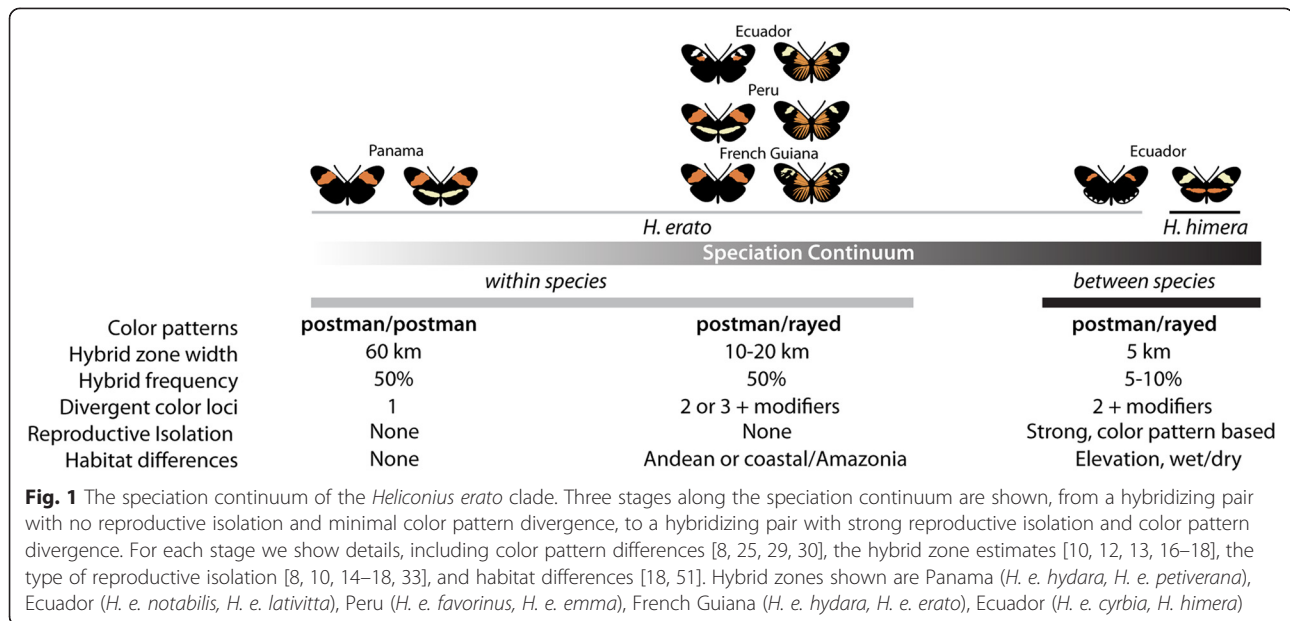 Ecuador
Peru
Panama
French Guiana
Ecuador
H. erato
H. himera
Speciation Continuum
within species
between species
Color patterns postman/postman postman/rayed postman/rayed
Hybrid zone width 60 km 10-20 km 5 km
Hybrid frequency 50% 50% 5-10%
Divergent color loci 1 2 or 3 + modifiers 2 + modifiers
Reproductive Isolation None None Strong, color pattern based
Habitat differences None Andean or coastal/Amazonia Elevation, wet/dry
Fig. 1 The speciation continuum of the Heliconius erato clade. Three stages along the speciation continuum are shown, from a hybridizing pair
with no reproductive isolation and minimal color pattern divergence, to a hybridizing pair with strong reproductive isolation and color pattern
divergence. For each stage we show details, including color pattern differences [8, 25, 29, 30], the hybrid zone estimates [10, 12, 13, 16–18], the
type of reproductive isolation [8, 10, 14–18, 33], and habitat differences [18, 51]. Hybrid zones shown are Panama (H. e. hydara, H. e. petiverana),
Ecuador (H. e. notabilis, H. e. lativitta), Peru (H. e. favorinus, H. e. emma), French Guiana (H. e. hydara, H. e. erato), Ecuador (H. e. cyrbia, H. himera)